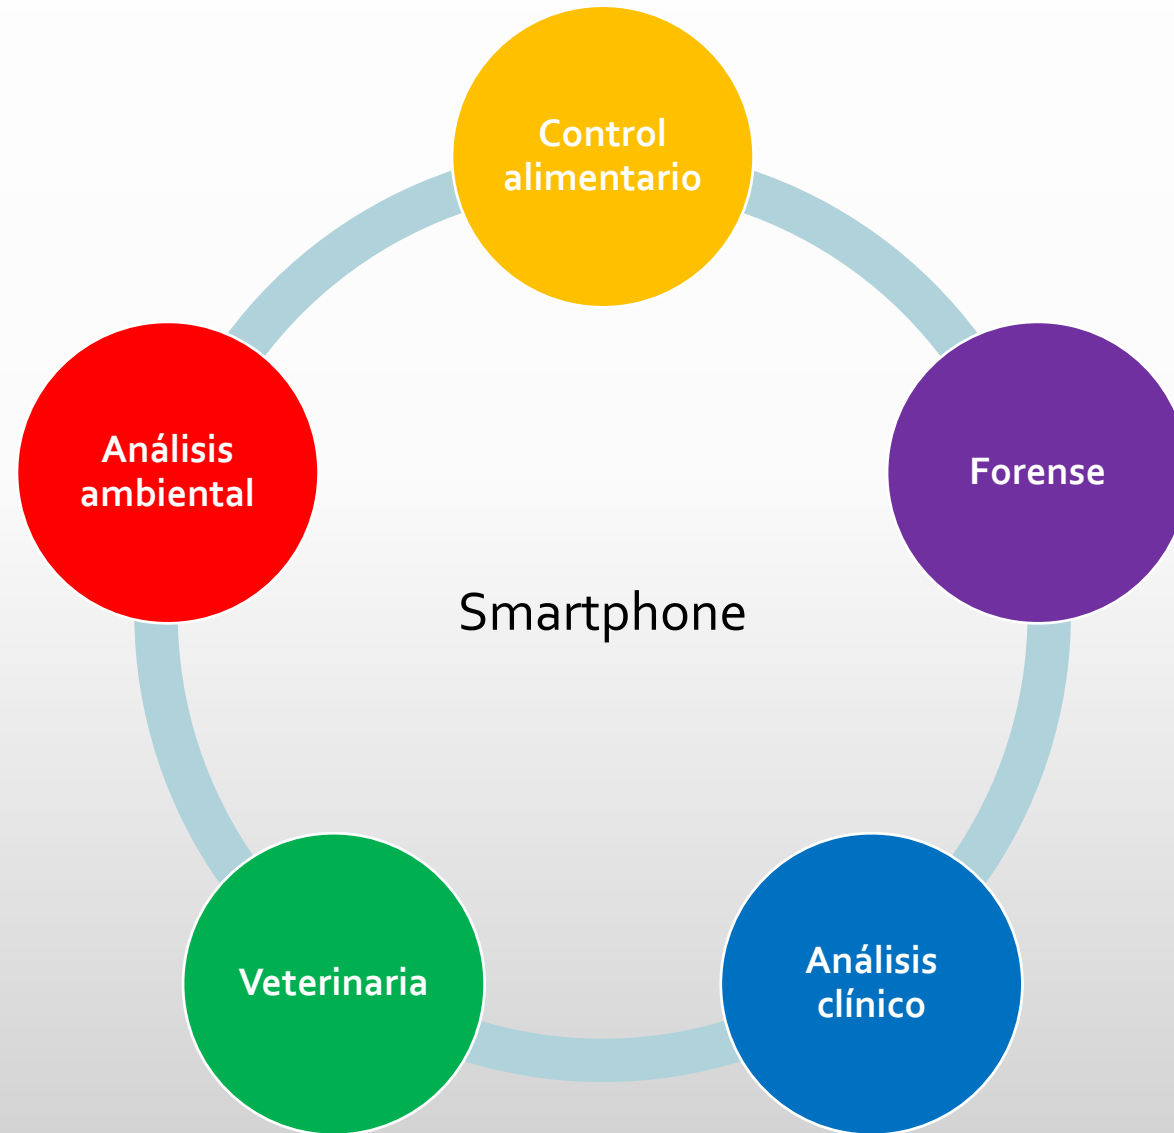 Control
alimentario
Forense
Análisis
clínico
Veterinaria
Análisis
ambiental
Smartphone